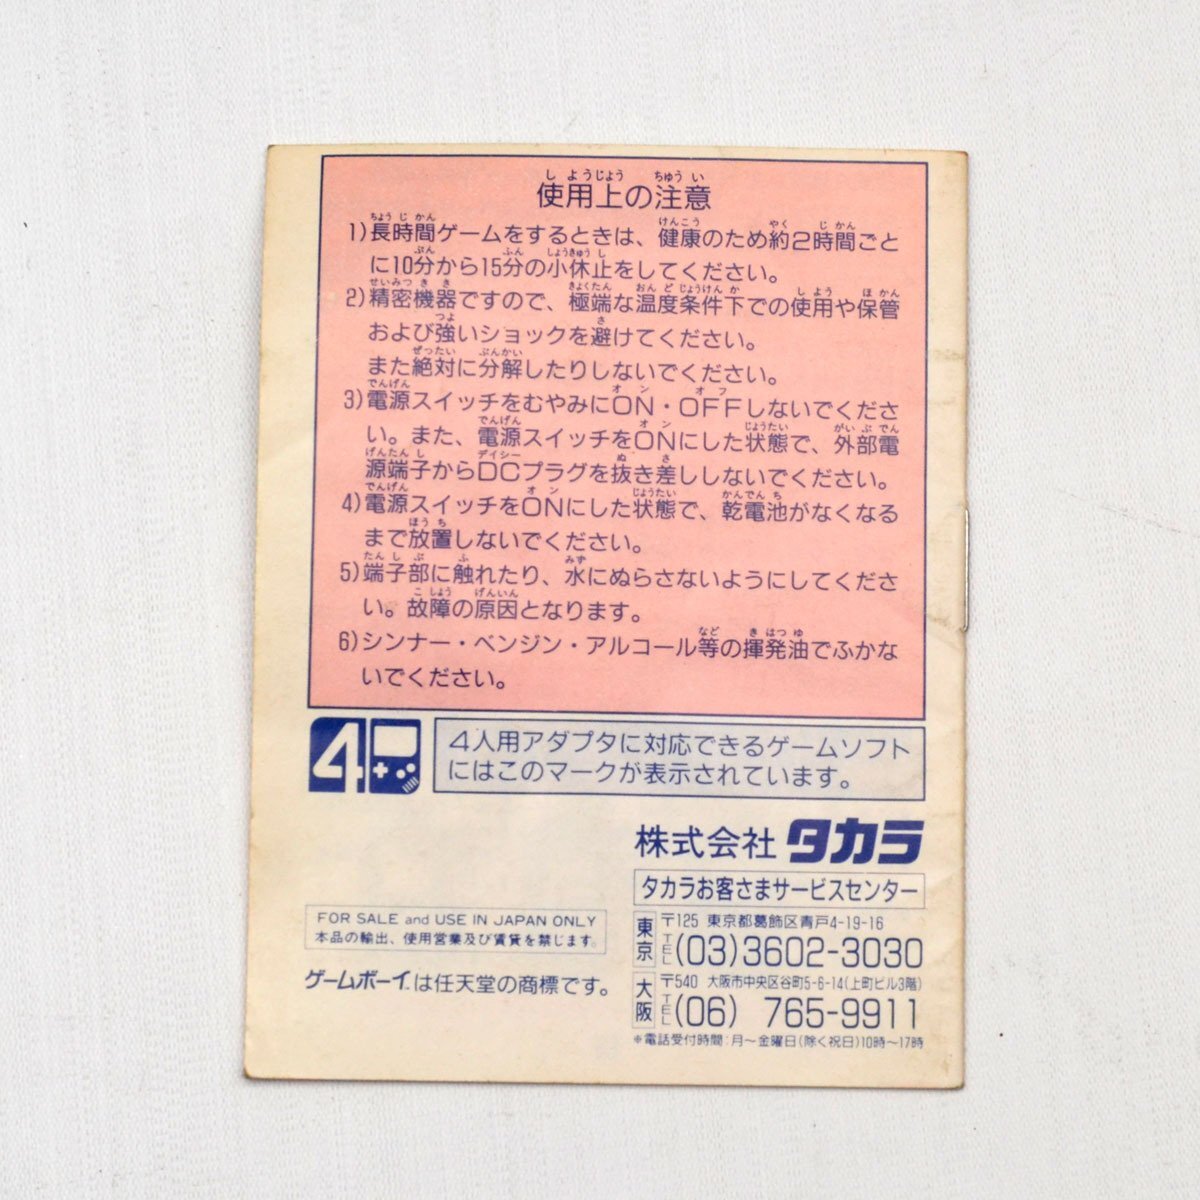 使用上の注意
1)長時間ゲームをするときは、健康のため約2時間ごと
に10分から15分の小休止をしてください。
2)精密機器ですので、極端な温度条件下での使用や保管
および強いショックを避けてください。
また絶対に分解したりしないでください。
3)電源スイッチをむやみにON・OFFしないでくださ
い。また、電源スイッチをONにした状態で、外部電
源端子からDCプラグを抜き差ししないでください。
4)電源スイッチをONにした状態で、乾電池がなくなる
まで放置しないでください。
5)端子部に触れたり、水にぬらさないようにしてくださ
い。故障の原因となります。
6)シンナー・ベンジン・アルコール等の揮発油でふかな
いでください。
4
4人用アダプタに対応できるゲームソフト
にはこのマークが表示されています。
株式会社 タカラ
タカラお客さまサービスセンター
FOR SALE and USE IN JAPAN ONLY
本品の輸出、使用営業及び賃貸を禁じます。
ゲームボーイ™は任天堂の商標です。
東京 〒125 東京都葛飾区青戸4-19-16
TEL(03)3602-3030
大阪 〒540 大阪市中央区谷町5-6-14(上町ビル3階)
TEL(06) 765-9911
※電話受付時間:月~金曜日(除く祝日)10時~17時